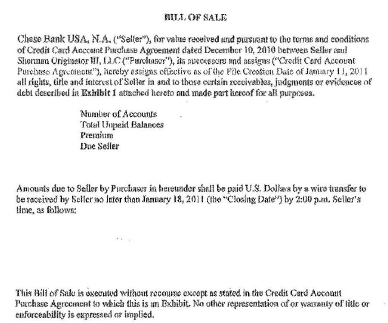 BILL OF SALE
Chase Bank USA, N.A. ("Seller"), for value received and pursuant to the terms and conditions
of Credit Card Account Purchase Agreement dated December 10, 2010 between Seller and
Sherman Originator III, LLC ("Purchaser"), its successors and assigns ("Credit Card Account
Purchase Agreement"), hereby assigns effective as of the File Creation Date of January 11, 2011
all rights, title and interest of Seller in and to those certain receivables, judgments or evidences of
debt described in Exhibit 1 attached hereto and made part hereof for all purposes.
Number of Accounts
Total Unpaid Balances
Premium
Due Seller
Amounts due to Seller by Purchaser in hereunder shall be paid U.S. Dollars by a wire transfer to
be received by Seller no later than January 18, 2011 (the "Closing Date") by 2:00 p.m. Seller's
time, as follows:
This Bill of Sale is executed without recourse except as stated in the Credit Card Account
Purchase Agreement to which this is an Exhibit. No other representation of or warranty of title or
enforceability is expressed or implied.